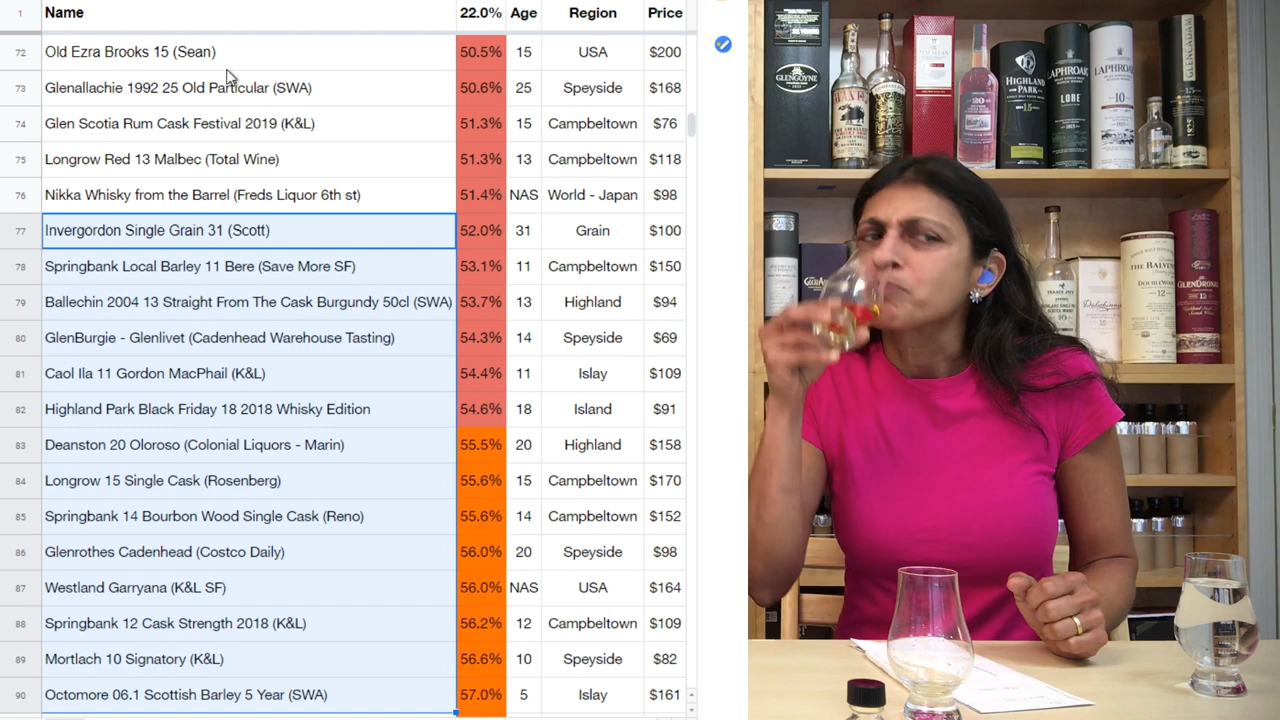 Name 22.0% Age Region Price
15 (Sean) 50.5% 15 USA $200
1992 25 Old Particular (SWA) 50.6% 25 Speyside $168
Glen Scotia Rum Cask Festival 2018 (K&L) 51.3% 15 Campbeltown $76
75 Longrow Red 13 Malbec (Total Wine) 51.3% 13 Campbeltown $118
76 Nikka Whisky from the Barrel (Freds Liquor 6th st) 51.4% NAS World - Japan $98
77 Invergordon Single Grain 31 (Scott) 52.0% 31 Grain $100
78 Springbank Local Barley 11 Bere (Save More SF) 53.1% 11 Campbeltown $150
79 Ballechin 2004 13 Straight From The Cask Burgundy 50cl (SWA) 53.7% 13 Highland $94
80 GlenBurgie - Glenlivet (Cadenhead Warehouse Tasting) 54.3% 14 Speyside $69
81 Caol Ila 11 Gordon MacPhail (K&L) 54.4% 11 Islay $109
82 Highland Park Black Friday 18 2018 Whisky Edition 54.6% 18 Island $91
83 Deanston 20 Oloroso (Colonial Liquors - Marin) 55.5% 20 Highland $158
84 Longrow 15 Single Cask (Rosenberg) 55.6% 15 Campbeltown $170
85 Springbank 14 Bourbon Wood Single Cask (Reno) 55.6% 14 Campbeltown $152
86 Glenrothes Cadenhead (Costco Daily) 56.0% 20 Speyside $98
87 Westland Garryana (K&L SF) 56.0% NAS USA $164
88 Springbank 12 Cask Strength 2018 (K&L) 56.2% 12 Campbeltown $109
89 Mortlach 10 Signatory (K&L) 56.6% 10 Speyside $82
90 Octomore 06.1 Scottish Barley 5 Year (SWA) 57.0% 5 Islay $161
GLENGOYNE
HIGHLAND
PARK
LAPHROAIG
LORE
LAPHROAIG
10
GLENCADAM
THE BALVENIE
DOUBLEWOOD
12
GLENDRONACH
12